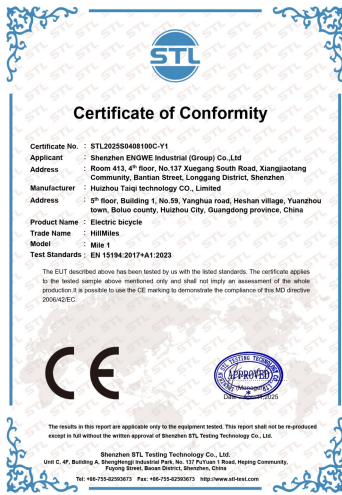 STL
Certificate of Conformity
Certificate No. : STL2025S0408100C-Y1
Applicant : Shenzhen ENGWE Industrial (Group) Co.,Ltd
Address : Room 413, 4th floor, No.137 Xuegang South Road, Xiangjiaotang
Community, Bantian Street, Longgang District, Shenzhen
Manufacturer : Huizhou Taiqi technology CO., Limited
Address : 5th floor, Building 1, No.59, Yanghua road, Heshan village, Yuanzhou
town, Boluo county, Huizhou City, Guangdong province, China
Product Name : Electric bicycle
Trade Name : HillMiles
Model : Mile 1
Test Standards : EN 15194:2017+A1:2023
The EUT described above has been tested by us with the listed standards. The certificate applies
to the tested sample above mentioned only and shall not imply an assessment of the whole
production.It is possible to use the CE marking to demonstrate the compliance of this MD directive
2006/42/EC.
CE
STL TESTING TECHNOLOGY CO., LTD.
APPROVED
(Manager)
2025
The results in this report are applicable only to the equipment tested. This report shall not be re-produced
except in full without the written approval of Shenzhen STL Testing Technology Co., Ltd.
Shenzhen STL Testing Technology Co., Ltd.
Unit C, 4F, Building A, ShengHengji Industrial Park, No. 137 FuYuan 1 Road, Heping Community,
Fuyong Street, Baoan District, Shenzhen, China
Tel: +86-755-82593673 Fax: +86-755-82593673 http://www.stl-test.com